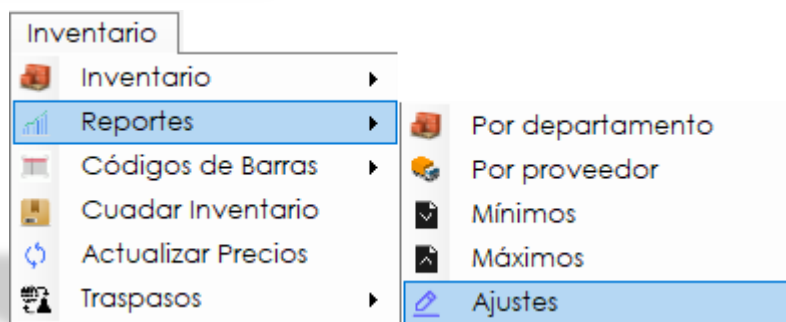 Inventario
Inventario
Reportes
Códigos de Barras
Cuadar Inventario
Actualizar Precios
Traspasos
Por departamento
Por proveedor
Mínimos
Máximos
Ajustes